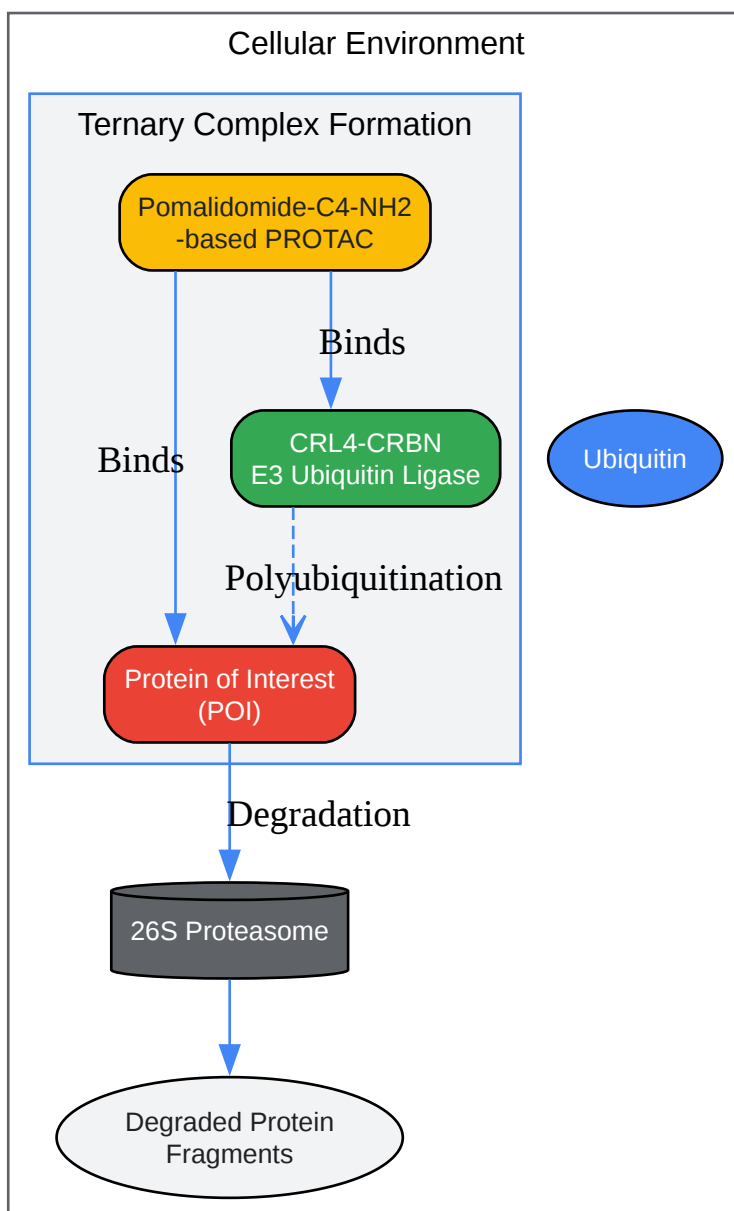 Cellular Environment
Ternary Complex Formation
Pomalidomide-C4-NH2
-based PROTAC
Binds
CRL4-CRBN
E3 Ubiquitin Ligase
Ubiquitin
Binds
Polyubiquitination
Protein of Interest
(POI)
Degradation
26S Proteasome
Degraded Protein
Fragments